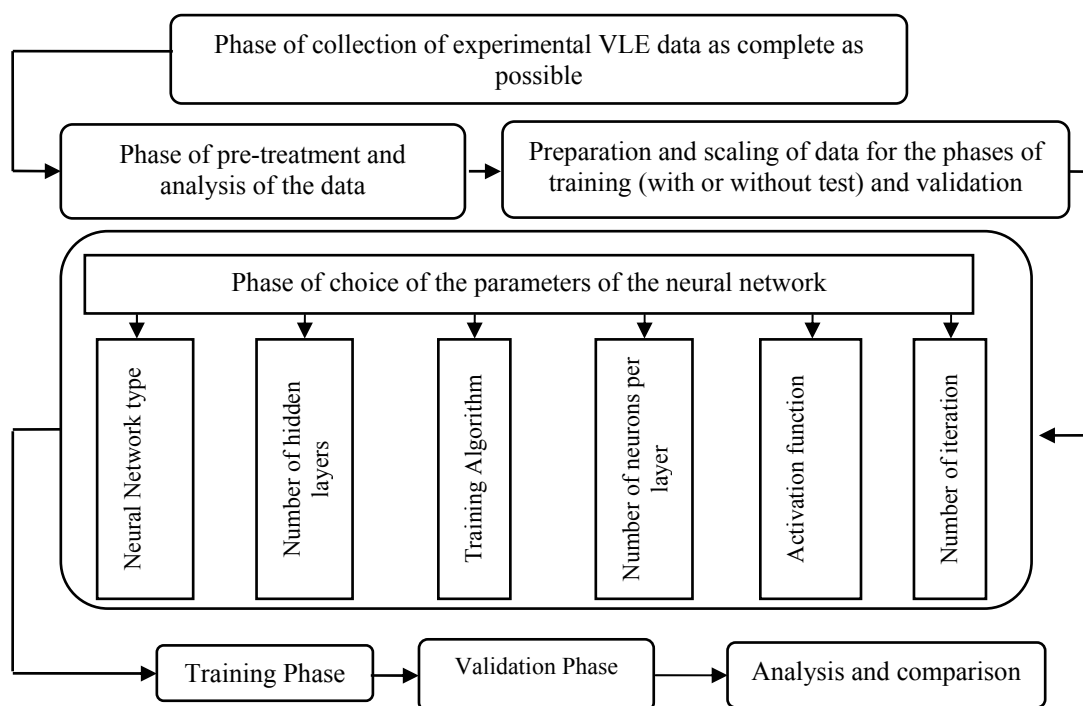 Phase of collection of experimental VLE data as complete as
possible
Phase of pre-treatment and
analysis of the data
Preparation and scaling of data for the phases of
training (with or without test) and validation
Phase of choice of the parameters of the neural network
Neural Network type
Number of hidden
layers
Training Algorithm
Number of neurons per
layer
Activation function
Number of iteration
Training Phase
Validation Phase
Analysis and comparison